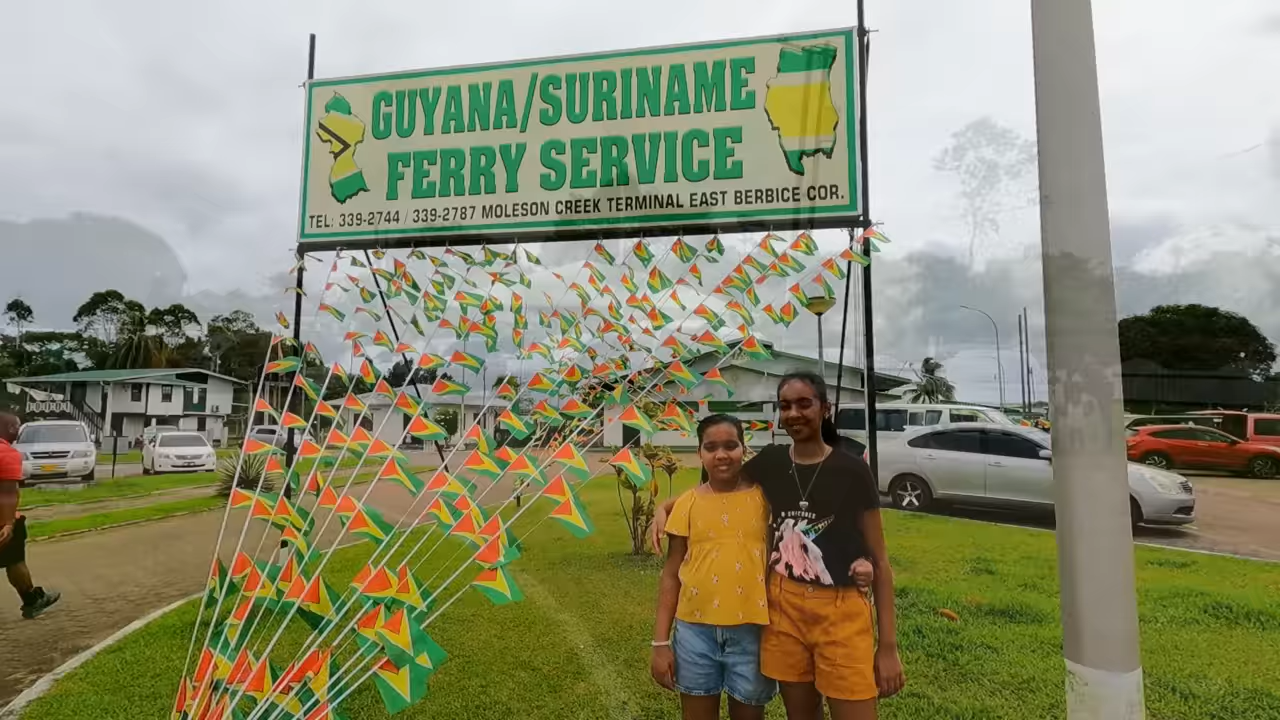 GUYANA/SURINAME
FERRY SERVICE
TEL: 339-2744 / 339-2787 MOLESON CREEK TERMINAL EAST BERBICE COR.